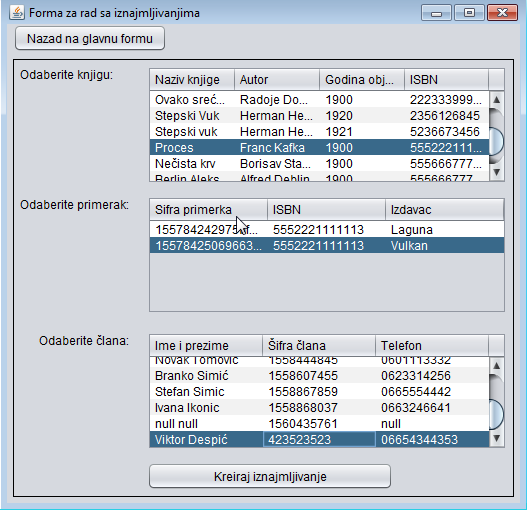 Forma za rad sa iznajmljivanjima
Nazad na glavnu formu
Odaberite knjigu:
Naziv knjige Autor Godina obj... ISBN
Ovako sreć... Radoje Do... 1900 222333999...
Stepski Vuk Herman He... 1920 2356126845
Stepski vuk Herman He... 1921 5236673456
Proces Franc Kafka 1900 555222111...
Nečista krv Borisav Sta... 1900 555666777...
Berlin Aleks... Alfred Deblin 1900 555666777...
Odaberite primerak:
Sifra primerka ISBN Izdavac
5552221111113 Laguna
15578425069663... 5552221111113 Vulkan
Odaberite člana:
Ime i prezime Šifra člana Telefon
Novak Tomović 1558444845 0601113332
Branko Simić 1558607455 0623314256
Stefan Simic 1558867859 0665554442
Ivana Ikonic 1558868037 0663246641
null null 1560435761 null
Viktor Despić 423523523 06654344353
Kreiraj iznajmljivanje